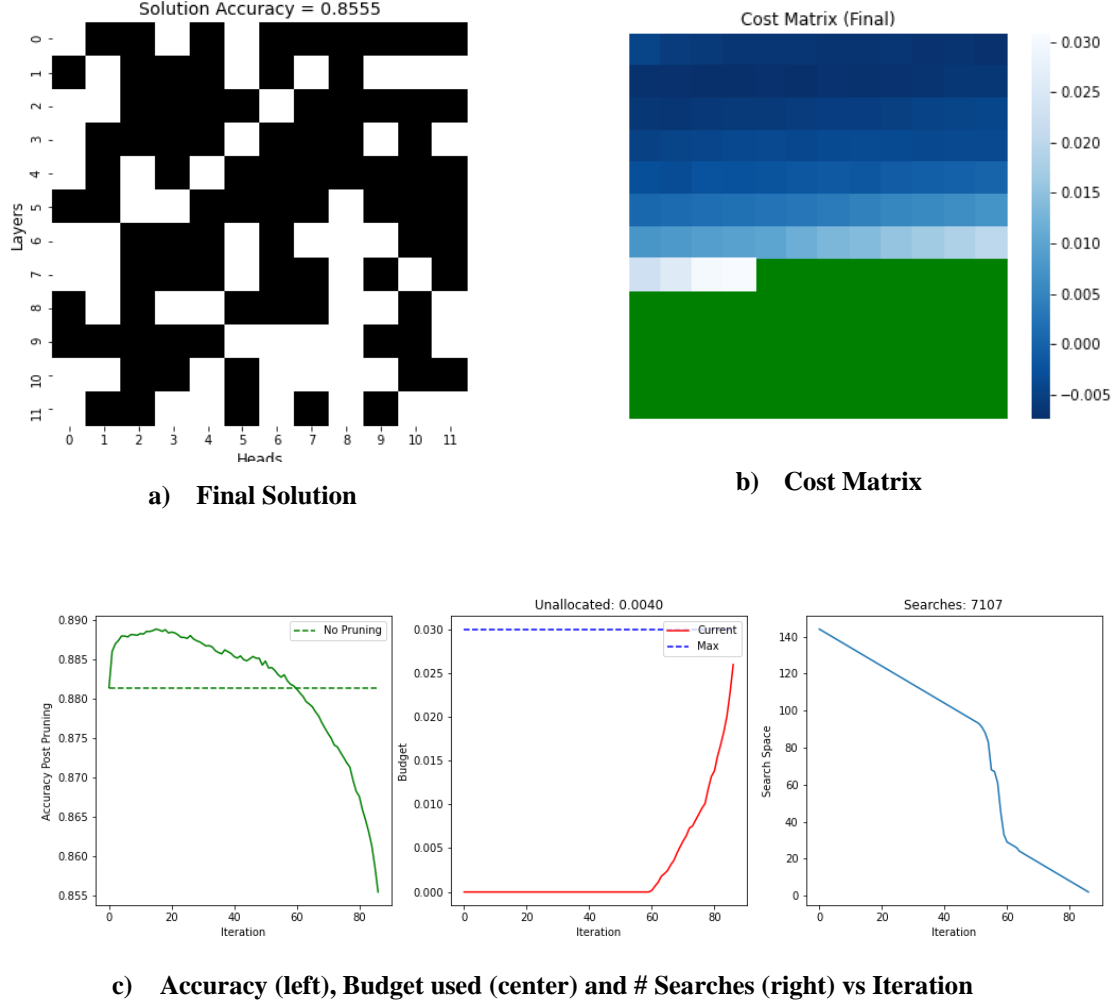 Solution Accuracy = 0.8555
0
1
2
3
4
5
6
7
8
9
10
11
Layers
0 1 2 3 4 5 6 7 8 9 10 11
Heads
a) Final Solution
Cost Matrix (Final)
0.030
0.025
0.020
0.015
0.010
0.005
0.000
−0.005
b) Cost Matrix
0.890
0.885
0.880
0.875
0.870
0.865
0.860
0.855
Accuracy Post Pruning
No Pruning
0 20 40 60 80
Iteration
Unallocated: 0.0040
0.030
0.025
0.020
0.015
0.010
0.005
0.000
Budget
Current
Max
0 20 40 60 80
Iteration
Searches: 7107
140
120
100
80
60
40
20
0
Search Space
0 20 40 60 80
Iteration
c) Accuracy (left), Budget used (center) and # Searches (right) vs Iteration